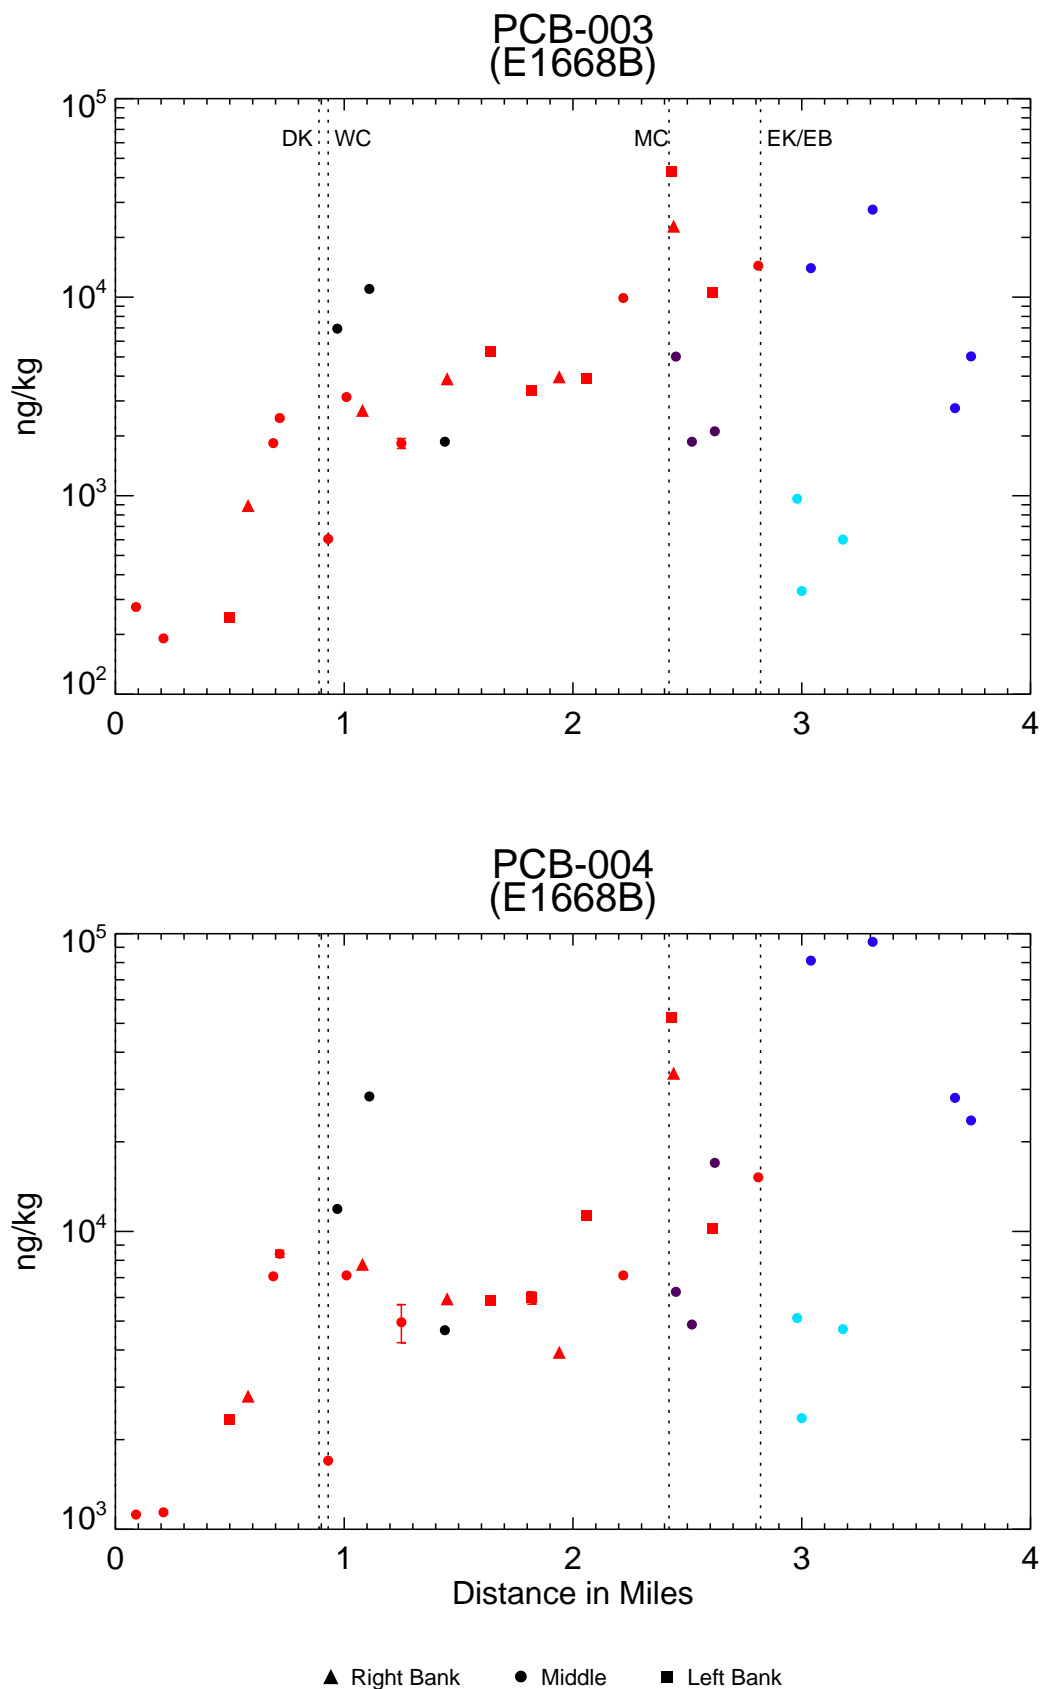 PCB-003
(E1668B)
10^5
DK WC MC EK/EB
10^4
ng/kg
10^3
10^2
0 1 2 3 4
PCB-004
(E1668B)
10^5
10^4
ng/kg
10^3
0 1 2 3 4
Distance in Miles
Right Bank Middle Left Bank